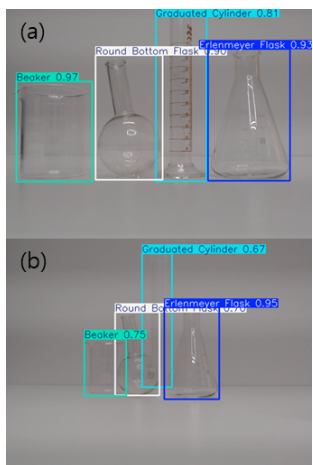 (a)
Graduated Cylinder 0.81
Erlenmeyer Flask 0.93
Round Bottom Flask 0.90
Beaker 0.97
(b)
Graduated Cylinder 0.67
Erlenmeyer Flask 0.95
Round Bottom Flask 0.70
Beaker 0.75